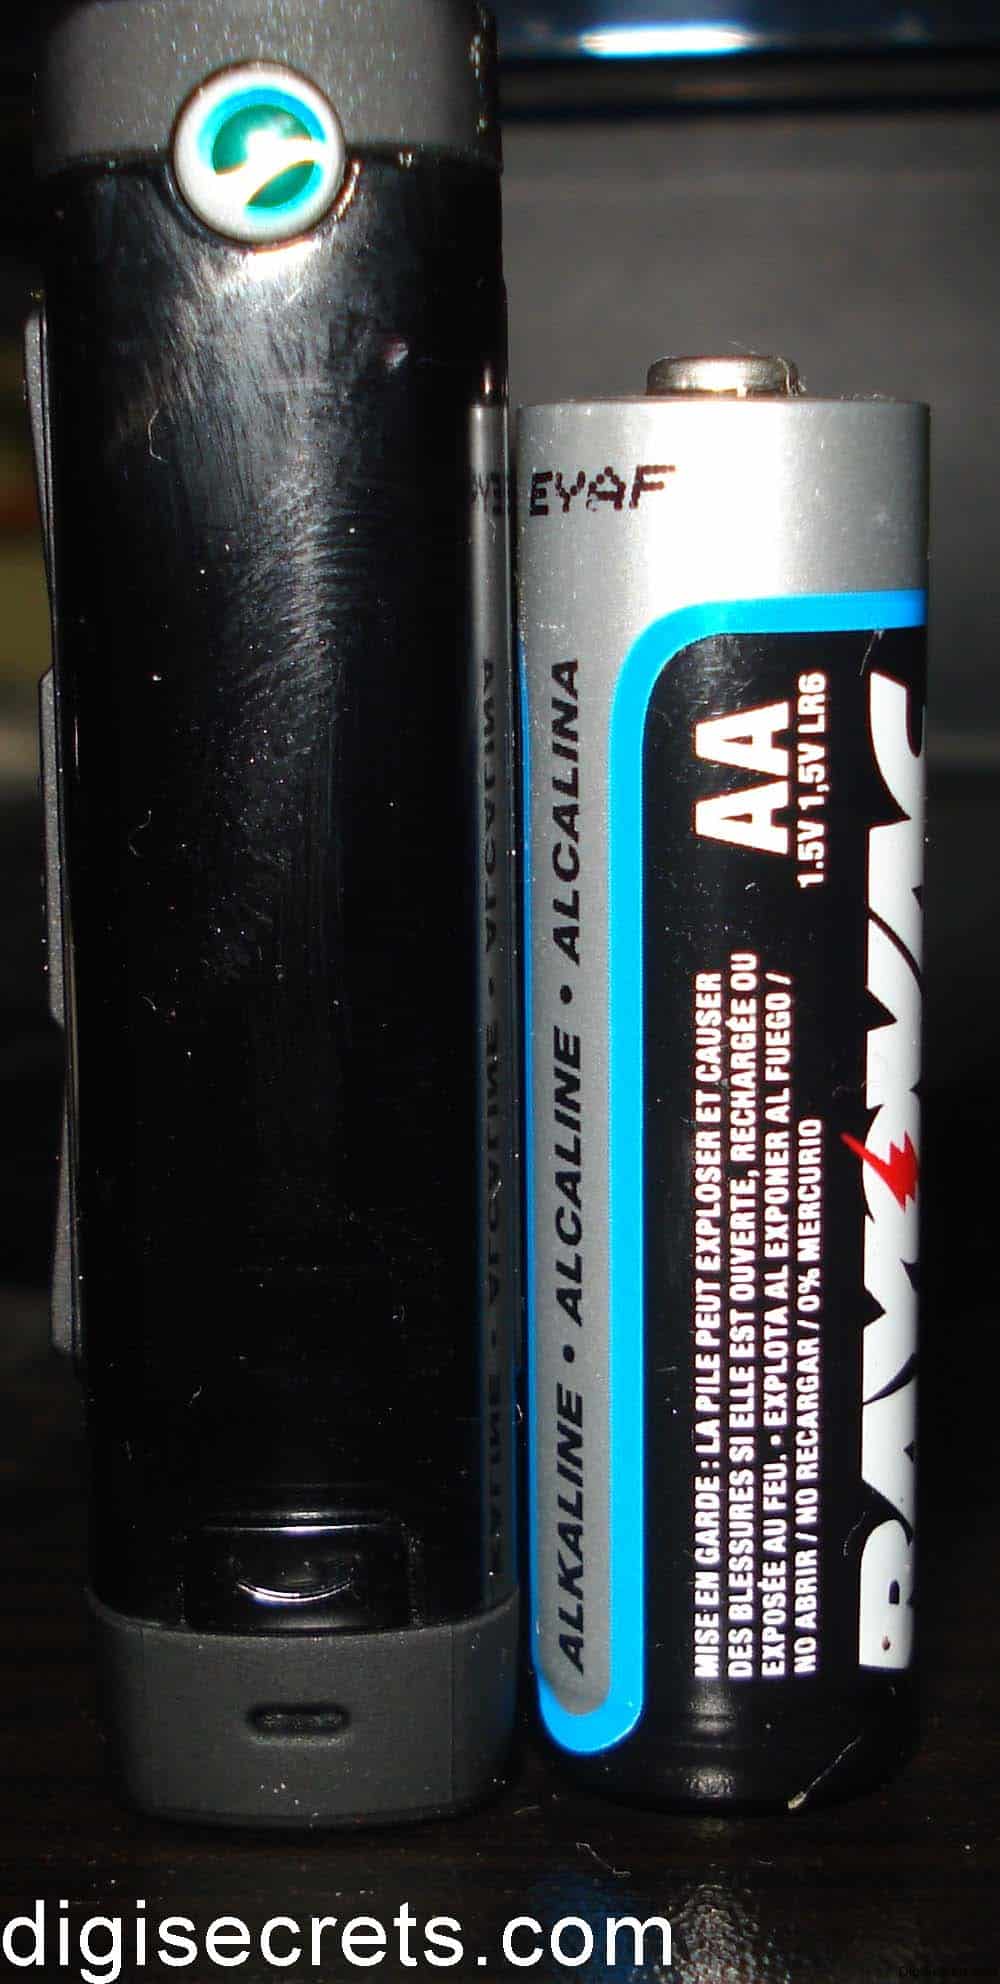 EYAF
ALKALINE • ALCALINE • ALCALINA
AA
1.5V 1,5V LR6
MISE EN GARDE : LA PILE PEUT EXPLOSER ET CAUSER
DES BLESSURES SI ELLE EST OUVERTE, RECHARGÉE OU
EXPOSÉE AU FEU. • EXPLOTA AL EXPONER AL FUEGO /
NO ABRIR / NO RECARGAR / 0% MERCURIO
RAYOVAC
digisecrets.com